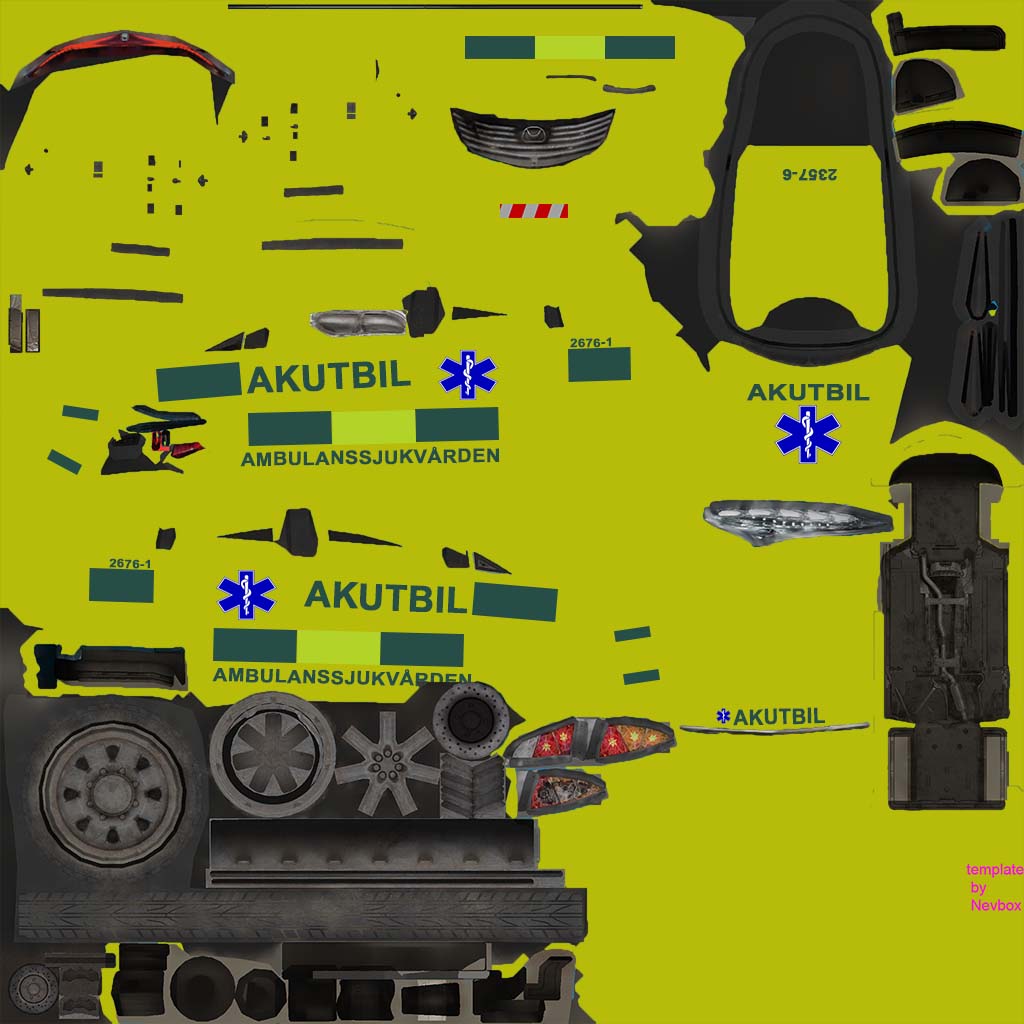 2357-6
2676-1
AKUTBIL
AKUTBIL
AMBULANSSJUKVÅRDEN
2676-1
AKUTBIL
AMBULANSSJUKVÅRDEN
AKUTBIL
template
by
Nevbox